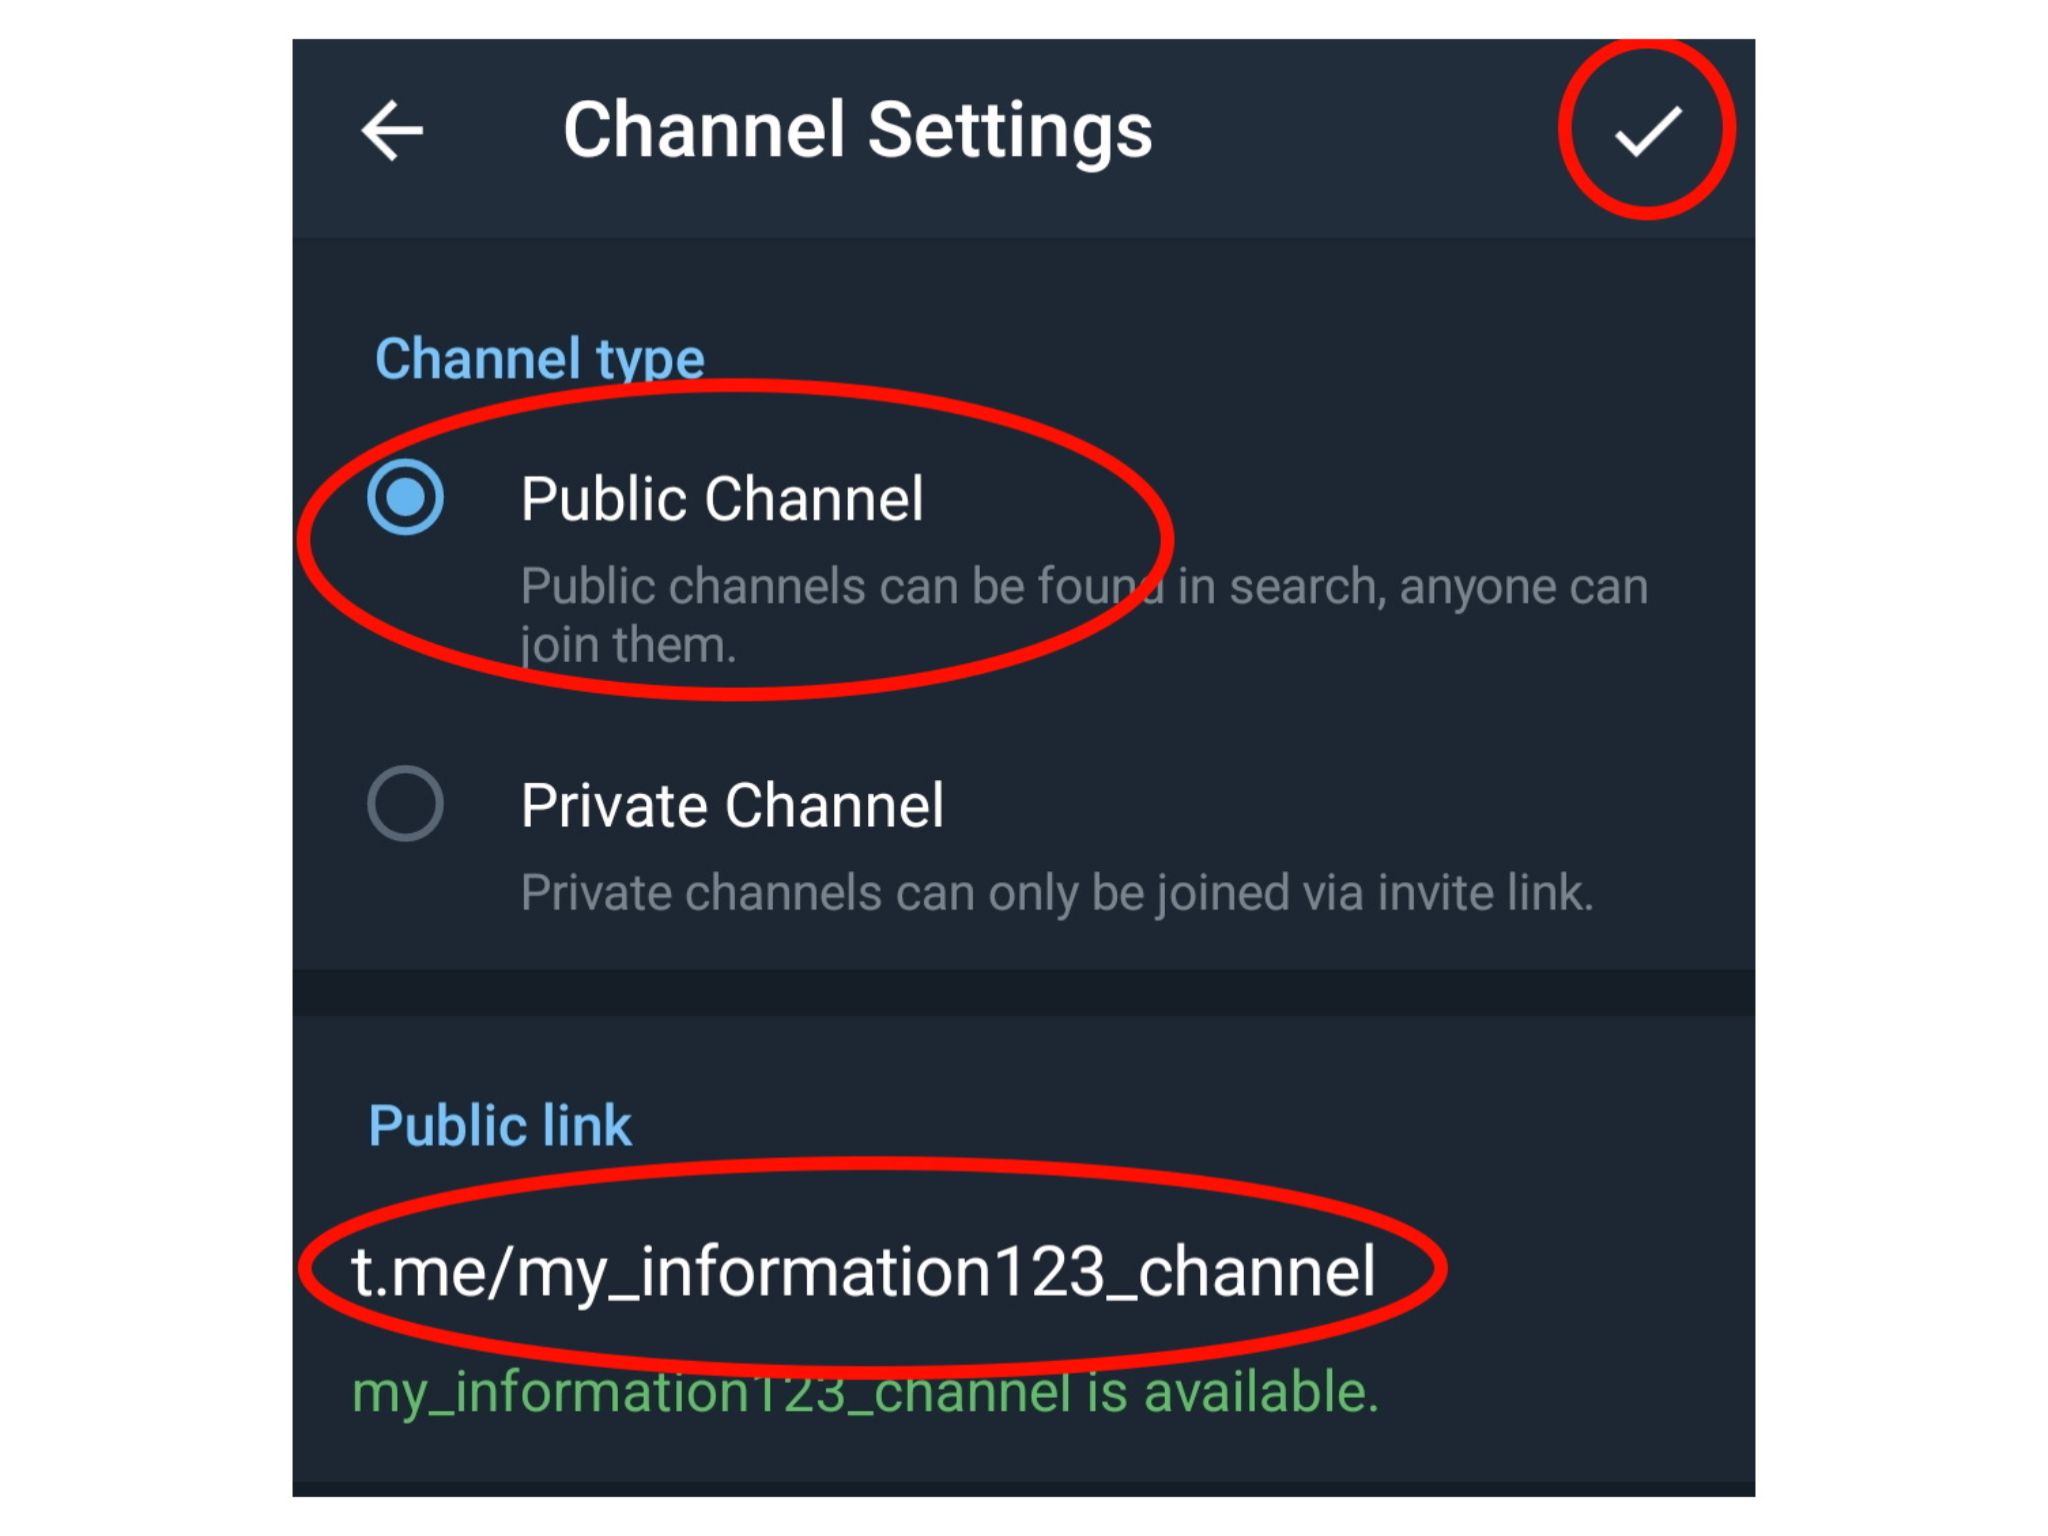 Channel Settings
Channel type
Public Channel
Public channels can be found in search, anyone can
join them.
Private Channel
Private channels can only be joined via invite link.
Public link
t.me/my_information123_channel
my_information123_channel is available.